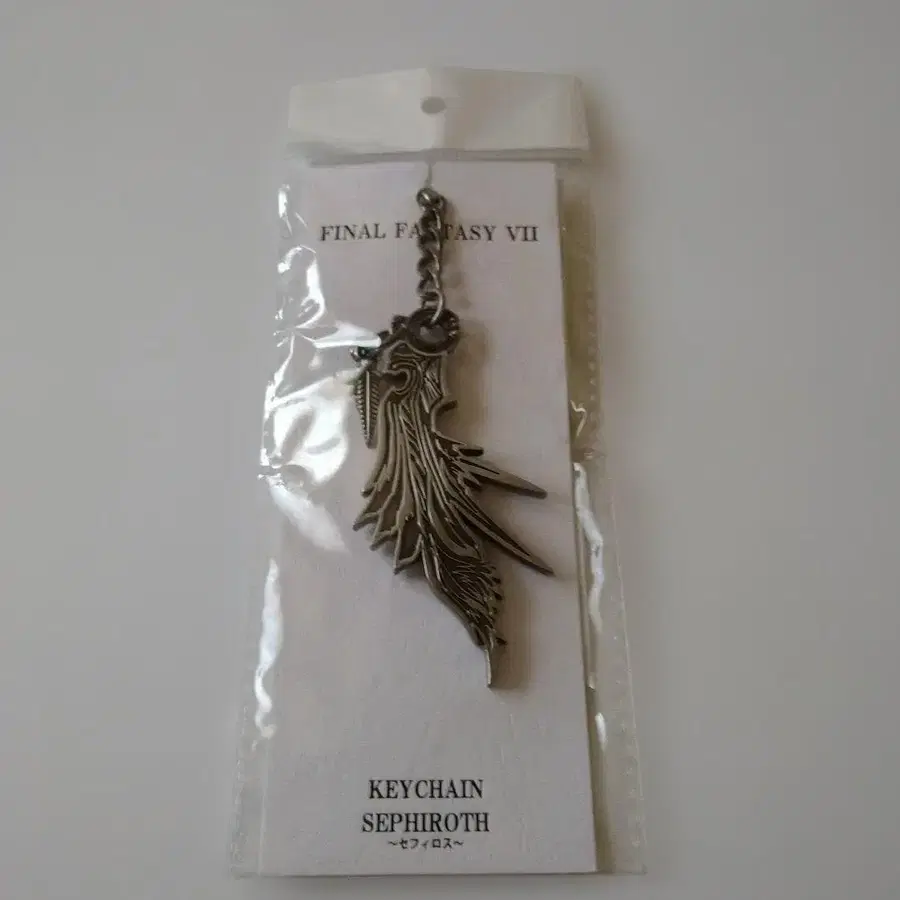 FINAL FANTASY VII
KEYCHAIN
SEPHIROTH
～セフィロス～